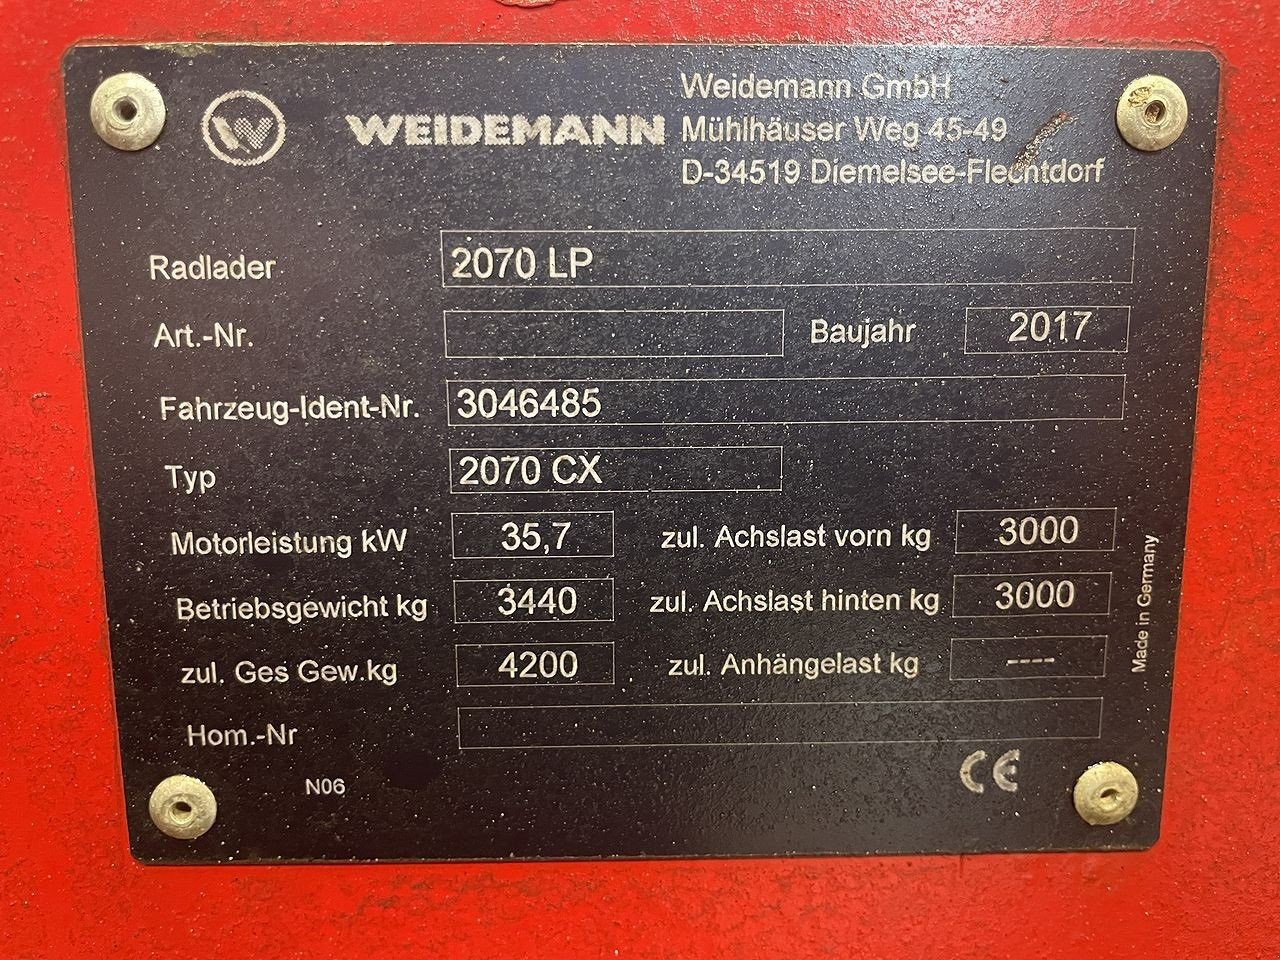 W WEIDEMANN
Weidemann GmbH
Mühlhäuser Weg 45-49
D-34519 Diemelsee-Flechtdorf
Radlader 2070 LP
Art.-Nr. Baujahr 2017
Fahrzeug-Ident-Nr. 3046485
Typ 2070 CX
Motorleistung kW 35,7 zul. Achslast vorn kg 3000
Betriebsgewicht kg 3440 zul. Achslast hinten kg 3000
zul. Ges Gew.kg 4200 zul. Anhängelast kg ----
Hom.-Nr
Made in Germany
N06
CE